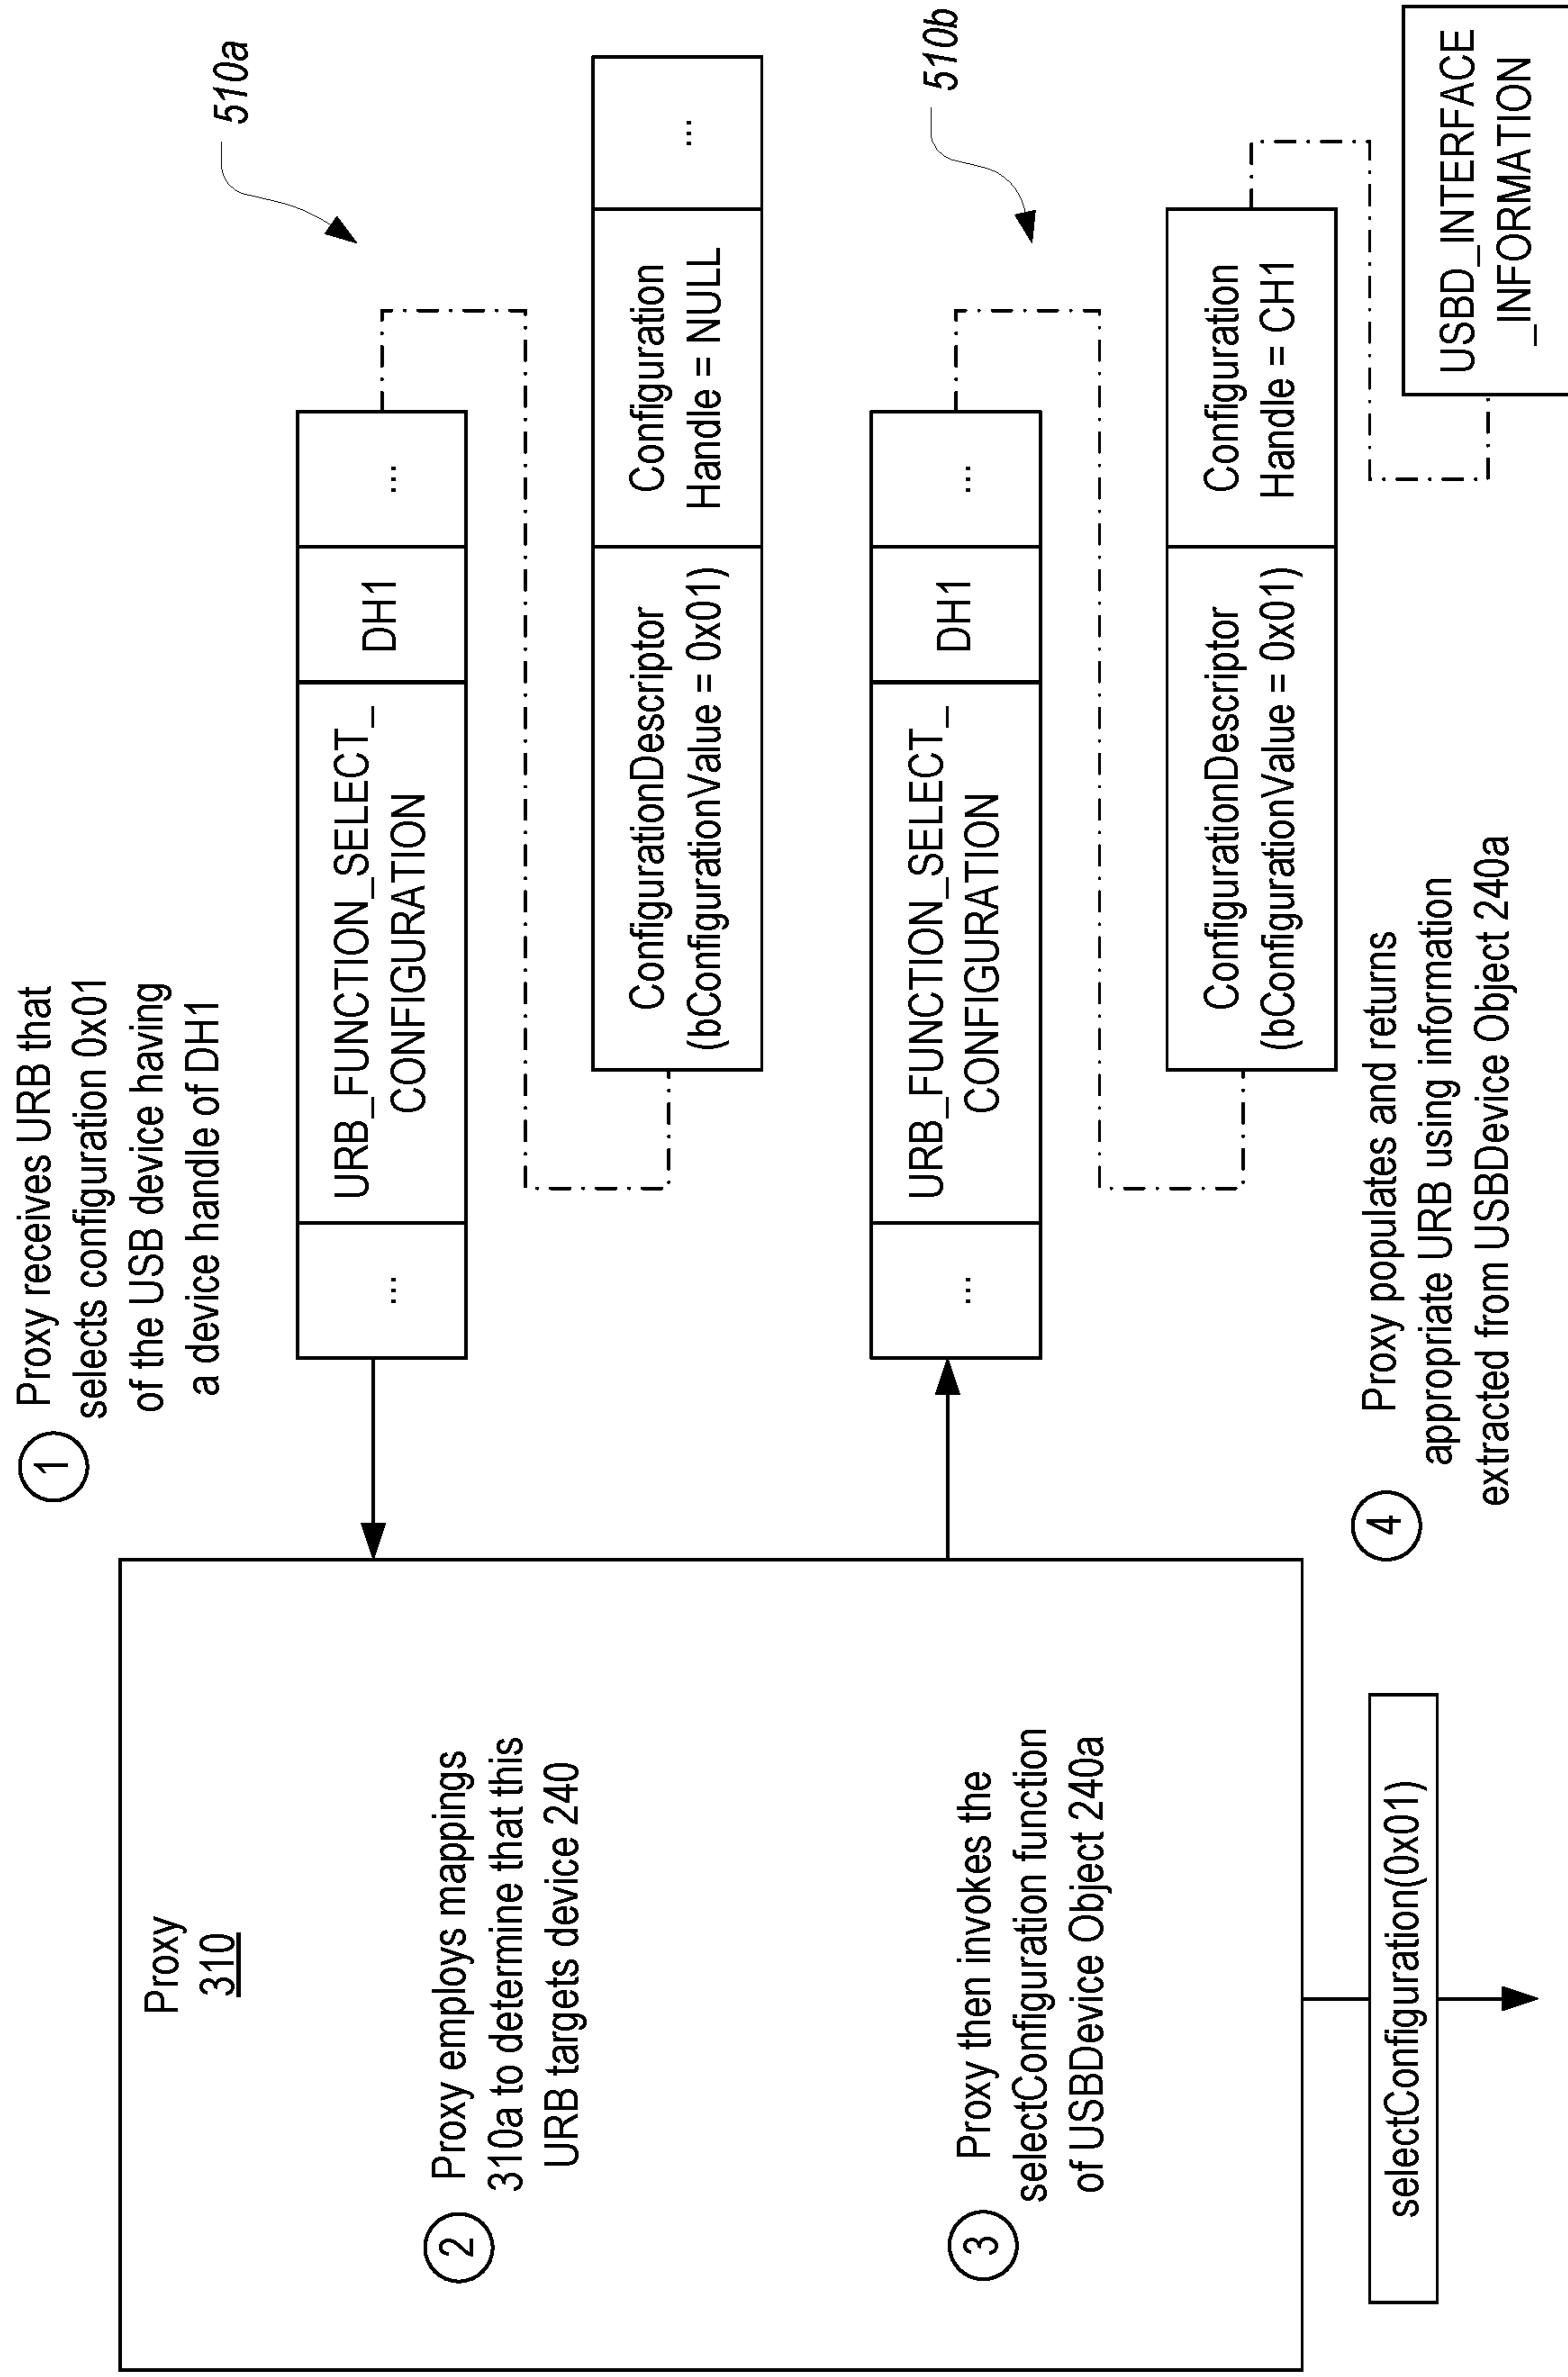 1
Proxy receives URB that
selects configuration 0x01
of the USB device having
a device handle of DH1
510a
...
URB_FUNCTION_SELECT_
CONFIGURATION
DH1
...
ConfigurationDescriptor
(bConfigurationValue = 0x01)
Configuration
Handle = NULL
...
Proxy
310
2
Proxy employs mappings
310a to determine that this
URB targets device 240
3
Proxy then invokes the
selectConfiguration function
of USBDevice Object 240a
selectConfiguration(0x01)
510b
...
URB_FUNCTION_SELECT_
CONFIGURATION
DH1
...
ConfigurationDescriptor
(bConfigurationValue = 0x01)
Configuration
Handle = CH1
4
Proxy populates and returns
appropriate URB using information
extracted from USBDevice Object 240a
USBD_INTERFACE
_INFORMATION